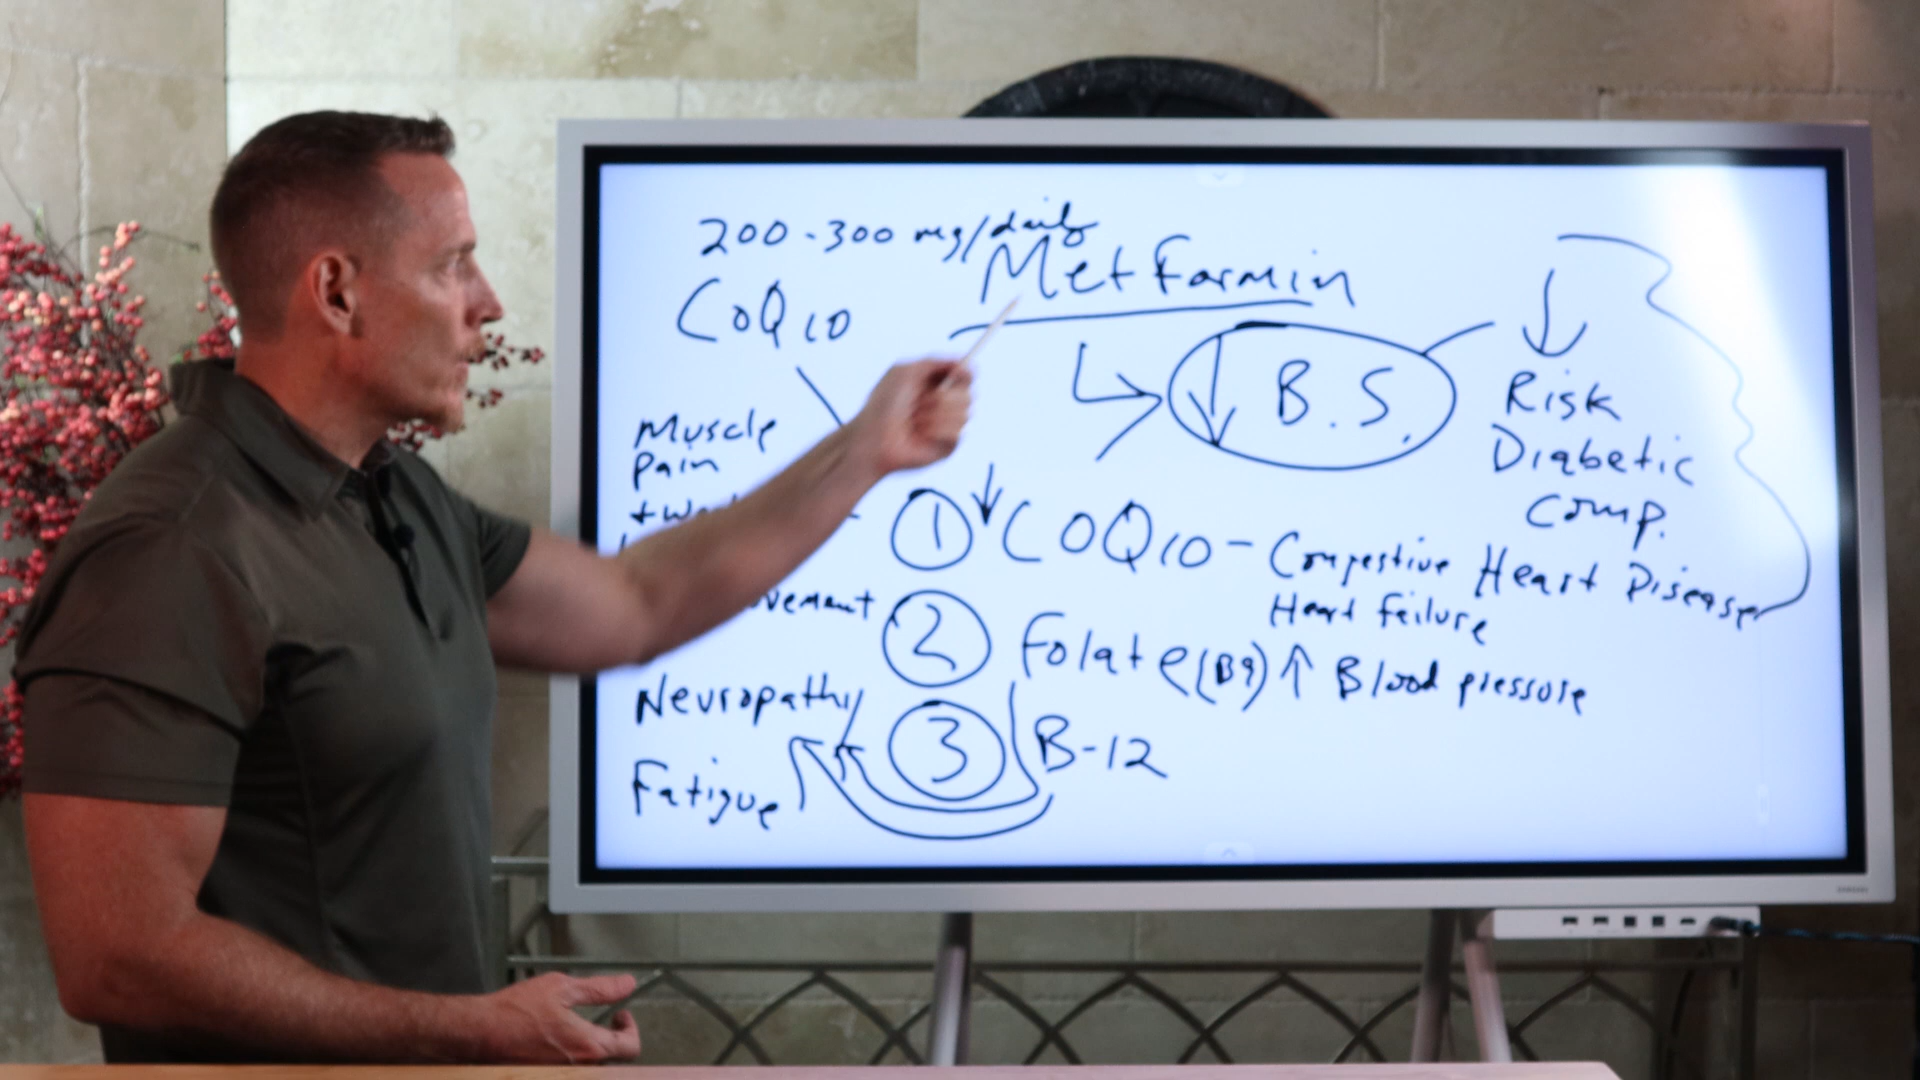 200-300 mg/daily
Metformin
CoQ10
↓ B.S.
↓
Risk
Diabetic
Comp.
Muscle
Pain
① ↓ COQ10 - Congestive Heart Disease
Heart Failure
② Folate (B9) ↑ Blood pressure
Neuropathy
③ B-12
Fatigue
SAMSUNG